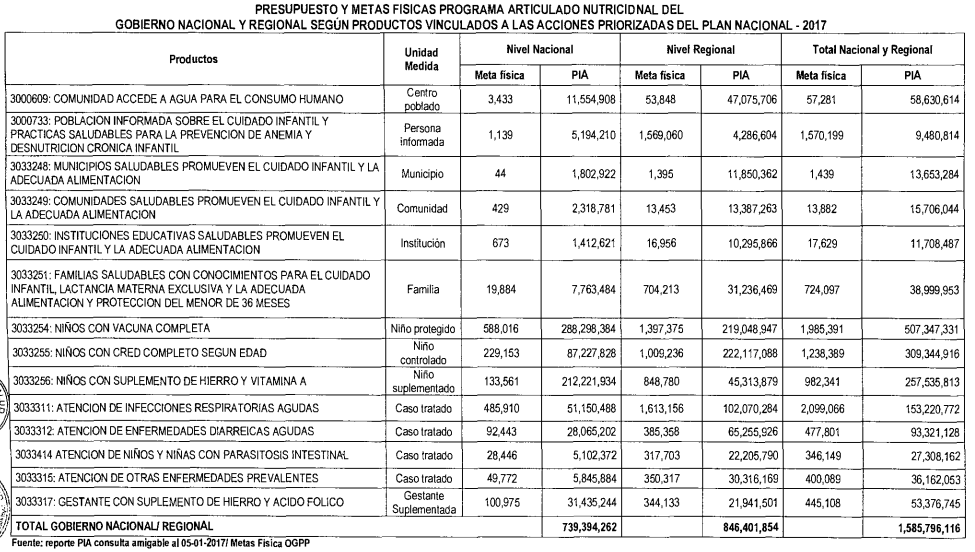 PRESUPUESTO Y METAS FISICAS PROGRAMA ARTICULADO NUTRICIDNAL DEL
GOBIERNO NACIONAL Y REGIONAL SEGÚN PRODUCTOS VINCULADOS A LAS ACCIONES PRIORIZADAS DEL PLAN NACIONAL - 2017
Productos Unidad Medida Nivel Nacional Nivel Regional Total Nacional y Regional
Meta física PIA Meta física PIA Meta física PIA
3000609: COMUNIDAD ACCEDE A AGUA PARA EL CONSUMO HUMANO Centro poblado 3,433 11,554,908 53,848 47,075,706 57,281 58,630,614
3000733: POBLACION INFORMADA SOBRE EL CUIDADO INFANTIL Y
PRACTICAS SALUDABLES PARA LA PREVENCION DE ANEMIA Y
DESNUTRICION CRONICA INFANTIL Persona informada 1,139 5,194,210 1,569,060 4,286,604 1,570,199 9,480,814
3033248: MUNICIPIOS SALUDABLES PROMUEVEN EL CUIDADO INFANTIL Y LA
ADECUADA ALIMENTACION Municipio 44 1,802,922 1,395 11,850,362 1,439 13,653,284
3033249: COMUNIDADES SALUDABLES PROMUEVEN EL CUIDADO INFANTIL Y
LA ADECUADA ALIMENTACION Comunidad 429 2,318,781 13,453 13,387,263 13,882 15,706,044
3033250: INSTITUCIONES EDUCATIVAS SALUDABLES PROMUEVEN EL
CUIDADO INFANTIL Y LA ADECUADA ALIMENTACION Institución 673 1,412,621 16,956 10,295,866 17,629 11,708,487
3033251: FAMILIAS SALUDABLES CON CONOCIMIENTOS PARA EL CUIDADO
INFANTIL, LACTANCIA MATERNA EXCLUSIVA Y LA ADECUADA
ALIMENTACION Y PROTECCION DEL MENOR DE 36 MESES Familia 19,884 7,763,484 704,213 31,236,469 724,097 38,999,953
3033254: NIÑOS CON VACUNA COMPLETA Niño protegido 588,016 288,298,384 1,397,375 219,048,947 1,985,391 507,347,331
3033255: NIÑOS CON CRED COMPLETO SEGUN EDAD Niño controlado 229,153 87,227,828 1,009,236 222,117,088 1,238,389 309,344,916
3033256: NIÑOS CON SUPLEMENTO DE HIERRO Y VITAMINA A Niño suplementado 133,561 212,221,934 848,780 45,313,879 982,341 257,535,813
3033311: ATENCION DE INFECCIONES RESPIRATORIAS AGUDAS Caso tratado 485,910 51,150,488 1,613,156 102,070,284 2,099,066 153,220,772
3033312: ATENCION DE ENFERMEDADES DIARREICAS AGUDAS Caso tratado 92,443 28,065,202 385,358 65,255,926 477,801 93,321,128
3033414 ATENCION DE NIÑOS Y NIÑAS CON PARASITOSIS INTESTINAL Caso tratado 28,446 5,102,372 317,703 22,205,790 346,149 27,308,162
3033315: ATENCION DE OTRAS ENFERMEDADES PREVALENTES Caso tratado 49,772 5,845,884 350,317 30,316,169 400,089 36,162,053
3033317: GESTANTE CON SUPLEMENTO DE HIERRO Y ACIDO FOLICO Gestante Suplementada 100,975 31,435,244 344,133 21,941,501 445,108 53,376,745
TOTAL GOBIERNO NACIONAL/ REGIONAL 739,394,262 846,401,854 1,585,796,116
Fuente: reporte PIA consulta amigable al 05-01-2017/ Metas Fisica OGPP